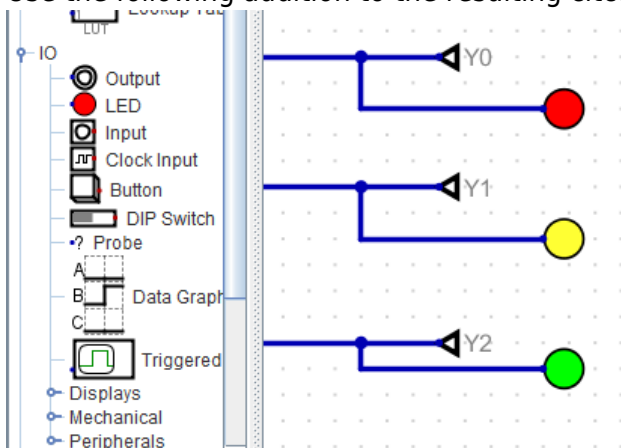 LUT
IO
Output
LED
Input
Clock Input
Button
DIP Switch
? Probe
A
B
C
Data Graph
Triggered
Displays
Mechanical
Peripherals
Y0
Y1
Y2